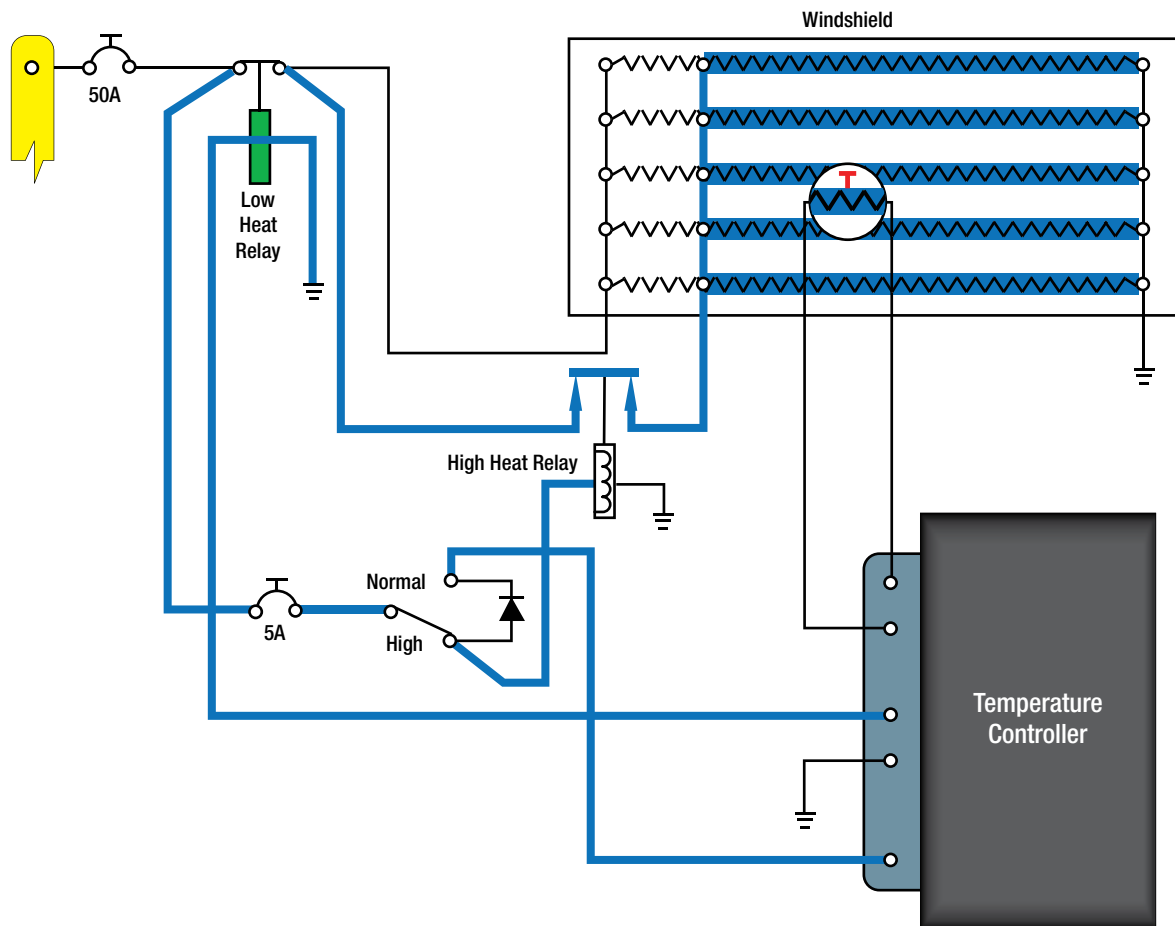 Windshield
50A
Low
Heat
Relay
T
High Heat Relay
Normal
5A
High
Temperature
Controller